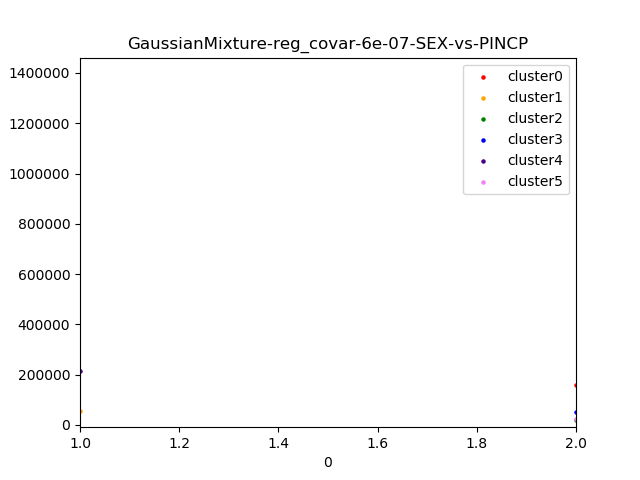 GaussianMixture-reg_covar-6e-07-SEX-vs-PINCP
1400000
1200000
1000000
800000
600000
400000
200000
0
cluster0
cluster1
cluster2
cluster3
cluster4
cluster5
1.0 1.2 1.4 1.6 1.8 2.0
0